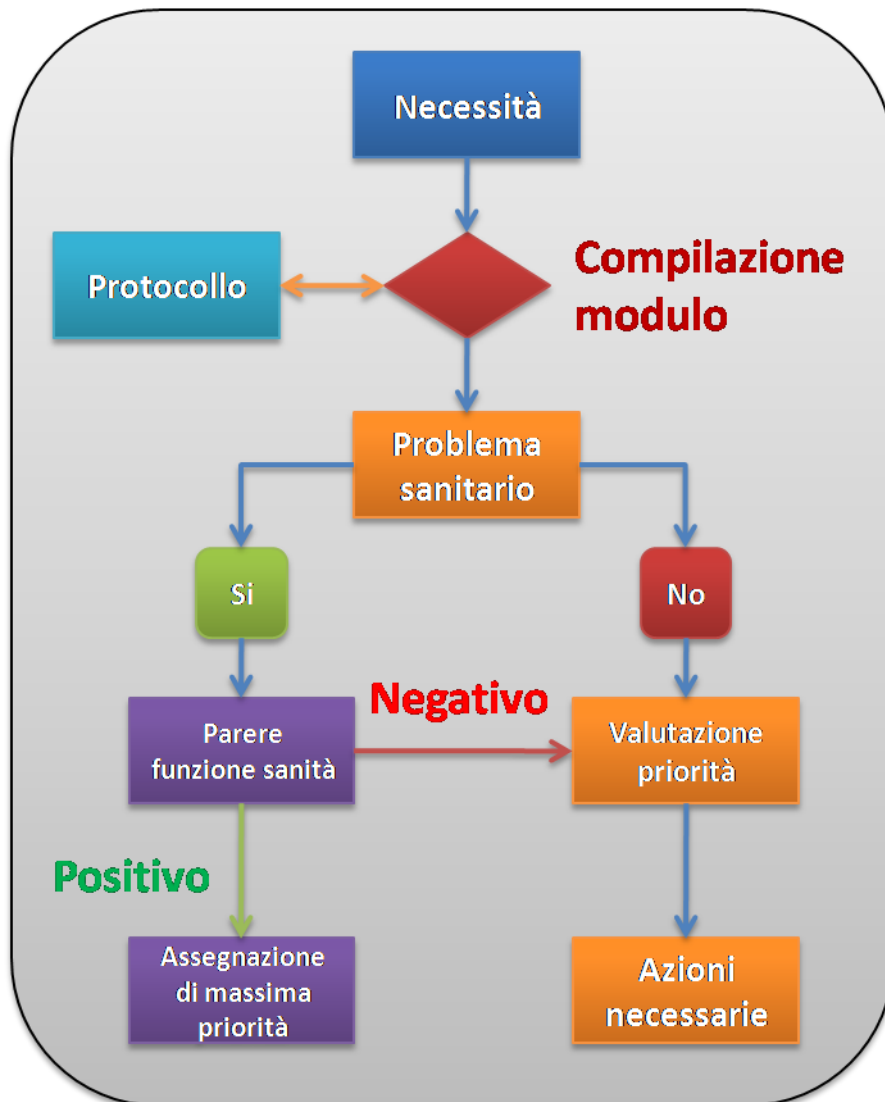 Necessità
Protocollo
Compilazione
modulo
Problema
sanitario
Si
No
Negativo
Parere
funzione sanità
Valutazione
priorità
Positivo
Assegnazione
di massima
priorità
Azioni
necessarie